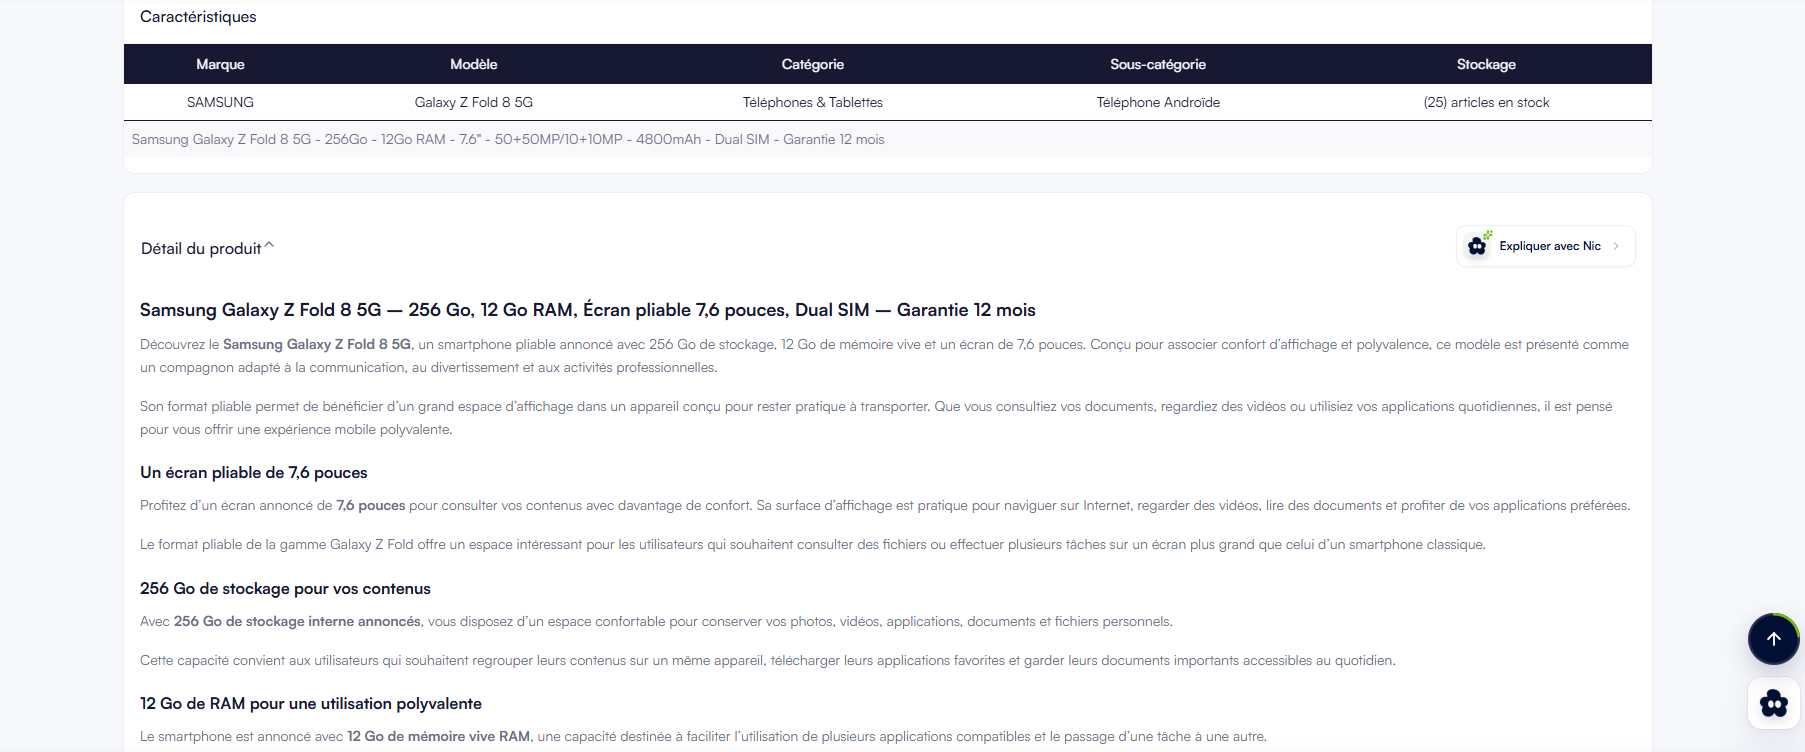 Caractéristiques
Marque Modèle Catégorie Sous-catégorie Stockage
SAMSUNG Galaxy Z Fold 8 5G Téléphones & Tablettes Téléphone Androïde (25) articles en stock
Samsung Galaxy Z Fold 8 5G - 256Go - 12Go RAM - 7.6" - 50+50MP/10+10MP - 4800mAh - Dual SIM - Garantie 12 mois
Détail du produit
Expliquer avec Nic
Samsung Galaxy Z Fold 8 5G — 256 Go, 12 Go RAM, Écran pliable 7,6 pouces, Dual SIM — Garantie 12 mois
Découvrez le Samsung Galaxy Z Fold 8 5G, un smartphone pliable annoncé avec 256 Go de stockage, 12 Go de mémoire vive et un écran de 7,6 pouces. Conçu pour associer confort d'affichage et polyvalence, ce modèle est présenté comme
un compagnon adapté à la communication, au divertissement et aux activités professionnelles.
Son format pliable permet de bénéficier d'un grand espace d'affichage dans un appareil conçu pour rester pratique à transporter. Que vous consultiez vos documents, regardiez des vidéos ou utilisiez vos applications quotidiennes, il est pensé
pour vous offrir une expérience mobile polyvalente.
Un écran pliable de 7,6 pouces
Profitez d'un écran annoncé de 7,6 pouces pour consulter vos contenus avec davantage de confort. Sa surface d'affichage est pratique pour naviguer sur Internet, regarder des vidéos, lire des documents et profiter de vos applications préférées.
Le format pliable de la gamme Galaxy Z Fold offre un espace intéressant pour les utilisateurs qui souhaitent consulter des fichiers ou effectuer plusieurs tâches sur un écran plus grand que celui d'un smartphone classique.
256 Go de stockage pour vos contenus
Avec 256 Go de stockage interne annoncés, vous disposez d'un espace confortable pour conserver vos photos, vidéos, applications, documents et fichiers personnels.
Cette capacité convient aux utilisateurs qui souhaitent regrouper leurs contenus sur un même appareil, télécharger leurs applications favorites et garder leurs documents importants accessibles au quotidien.
12 Go de RAM pour une utilisation polyvalente
Le smartphone est annoncé avec 12 Go de mémoire vive RAM, une capacité destinée à faciliter l'utilisation de plusieurs applications compatibles et le passage d'une tâche à une autre.